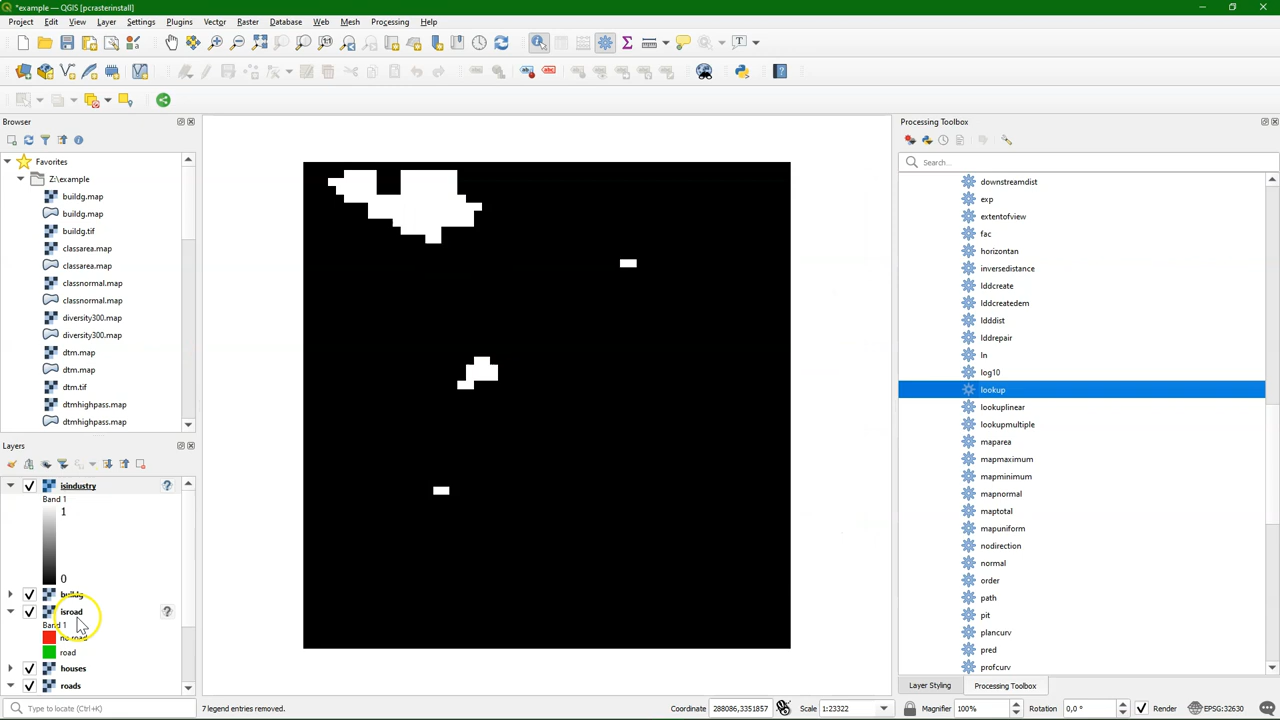 *example — QGIS [pcrasterinstall]
Project Edit View Layer Settings Plugins Vector Raster Database Web Mesh Processing Help
Browser
Favorites
Z:\example
buildg.map
buildg.map
buildg.tif
classarea.map
classarea.map
classnormal.map
classnormal.map
diversity300.map
diversity300.map
dtm.map
dtm.map
dtm.tif
dtmhighpass.map
dtmhighpass.map
Layers
isindustry
Band 1
1
0
buildg
isroad
Band 1
no road
road
houses
roads
Processing Toolbox
Search...
downstreamdist
exp
extentofview
fac
horizontan
inversedistance
lddcreate
lddcreatedem
ldddist
lddrepair
ln
log10
lookup
lookuplinear
lookupmultiple
maparea
mapmaximum
mapminimum
mapnormal
maptotal
mapuniform
nodirection
normal
order
path
pit
plancurv
pred
profcurv
Layer Styling Processing Toolbox
Type to locate (Ctrl+K) 7 legend entries removed. Coordinate 288086,3351857 Scale 1:23322 Magnifier 100% Rotation 0,0 ° Render EPSG:32630